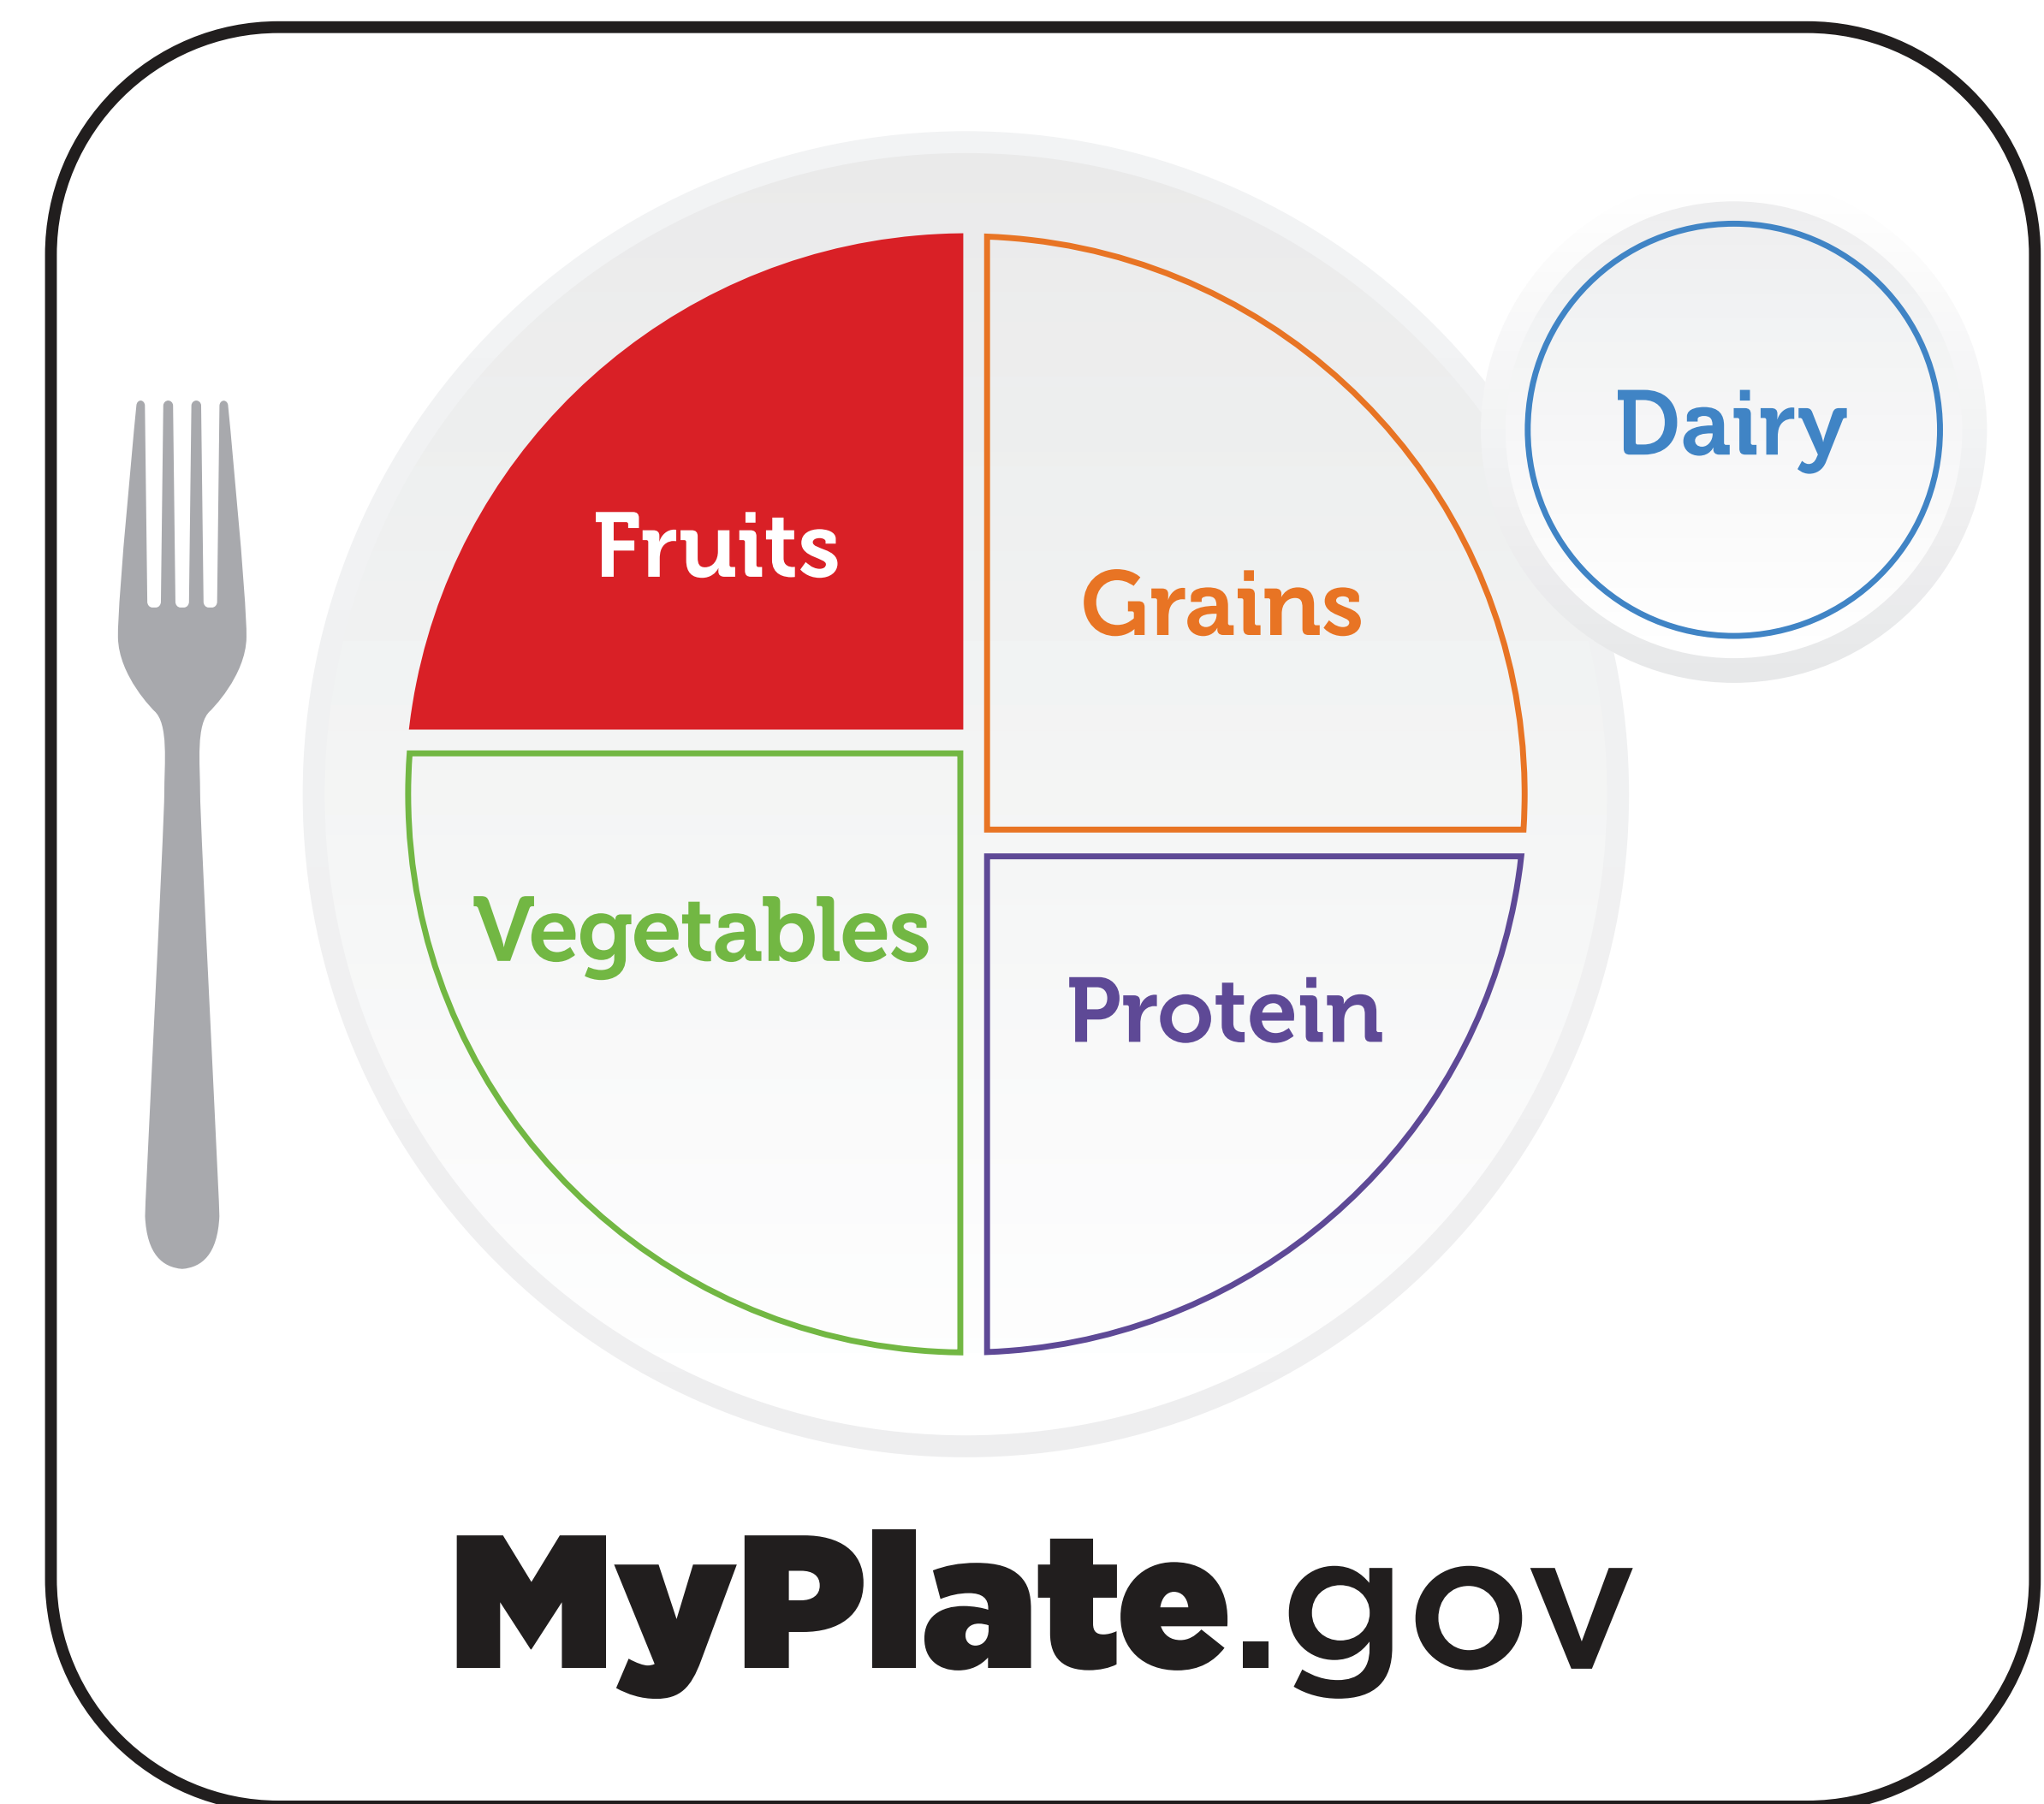 Fruits
Grains
Dairy
Vegetables
Protein
MyPlate.gov